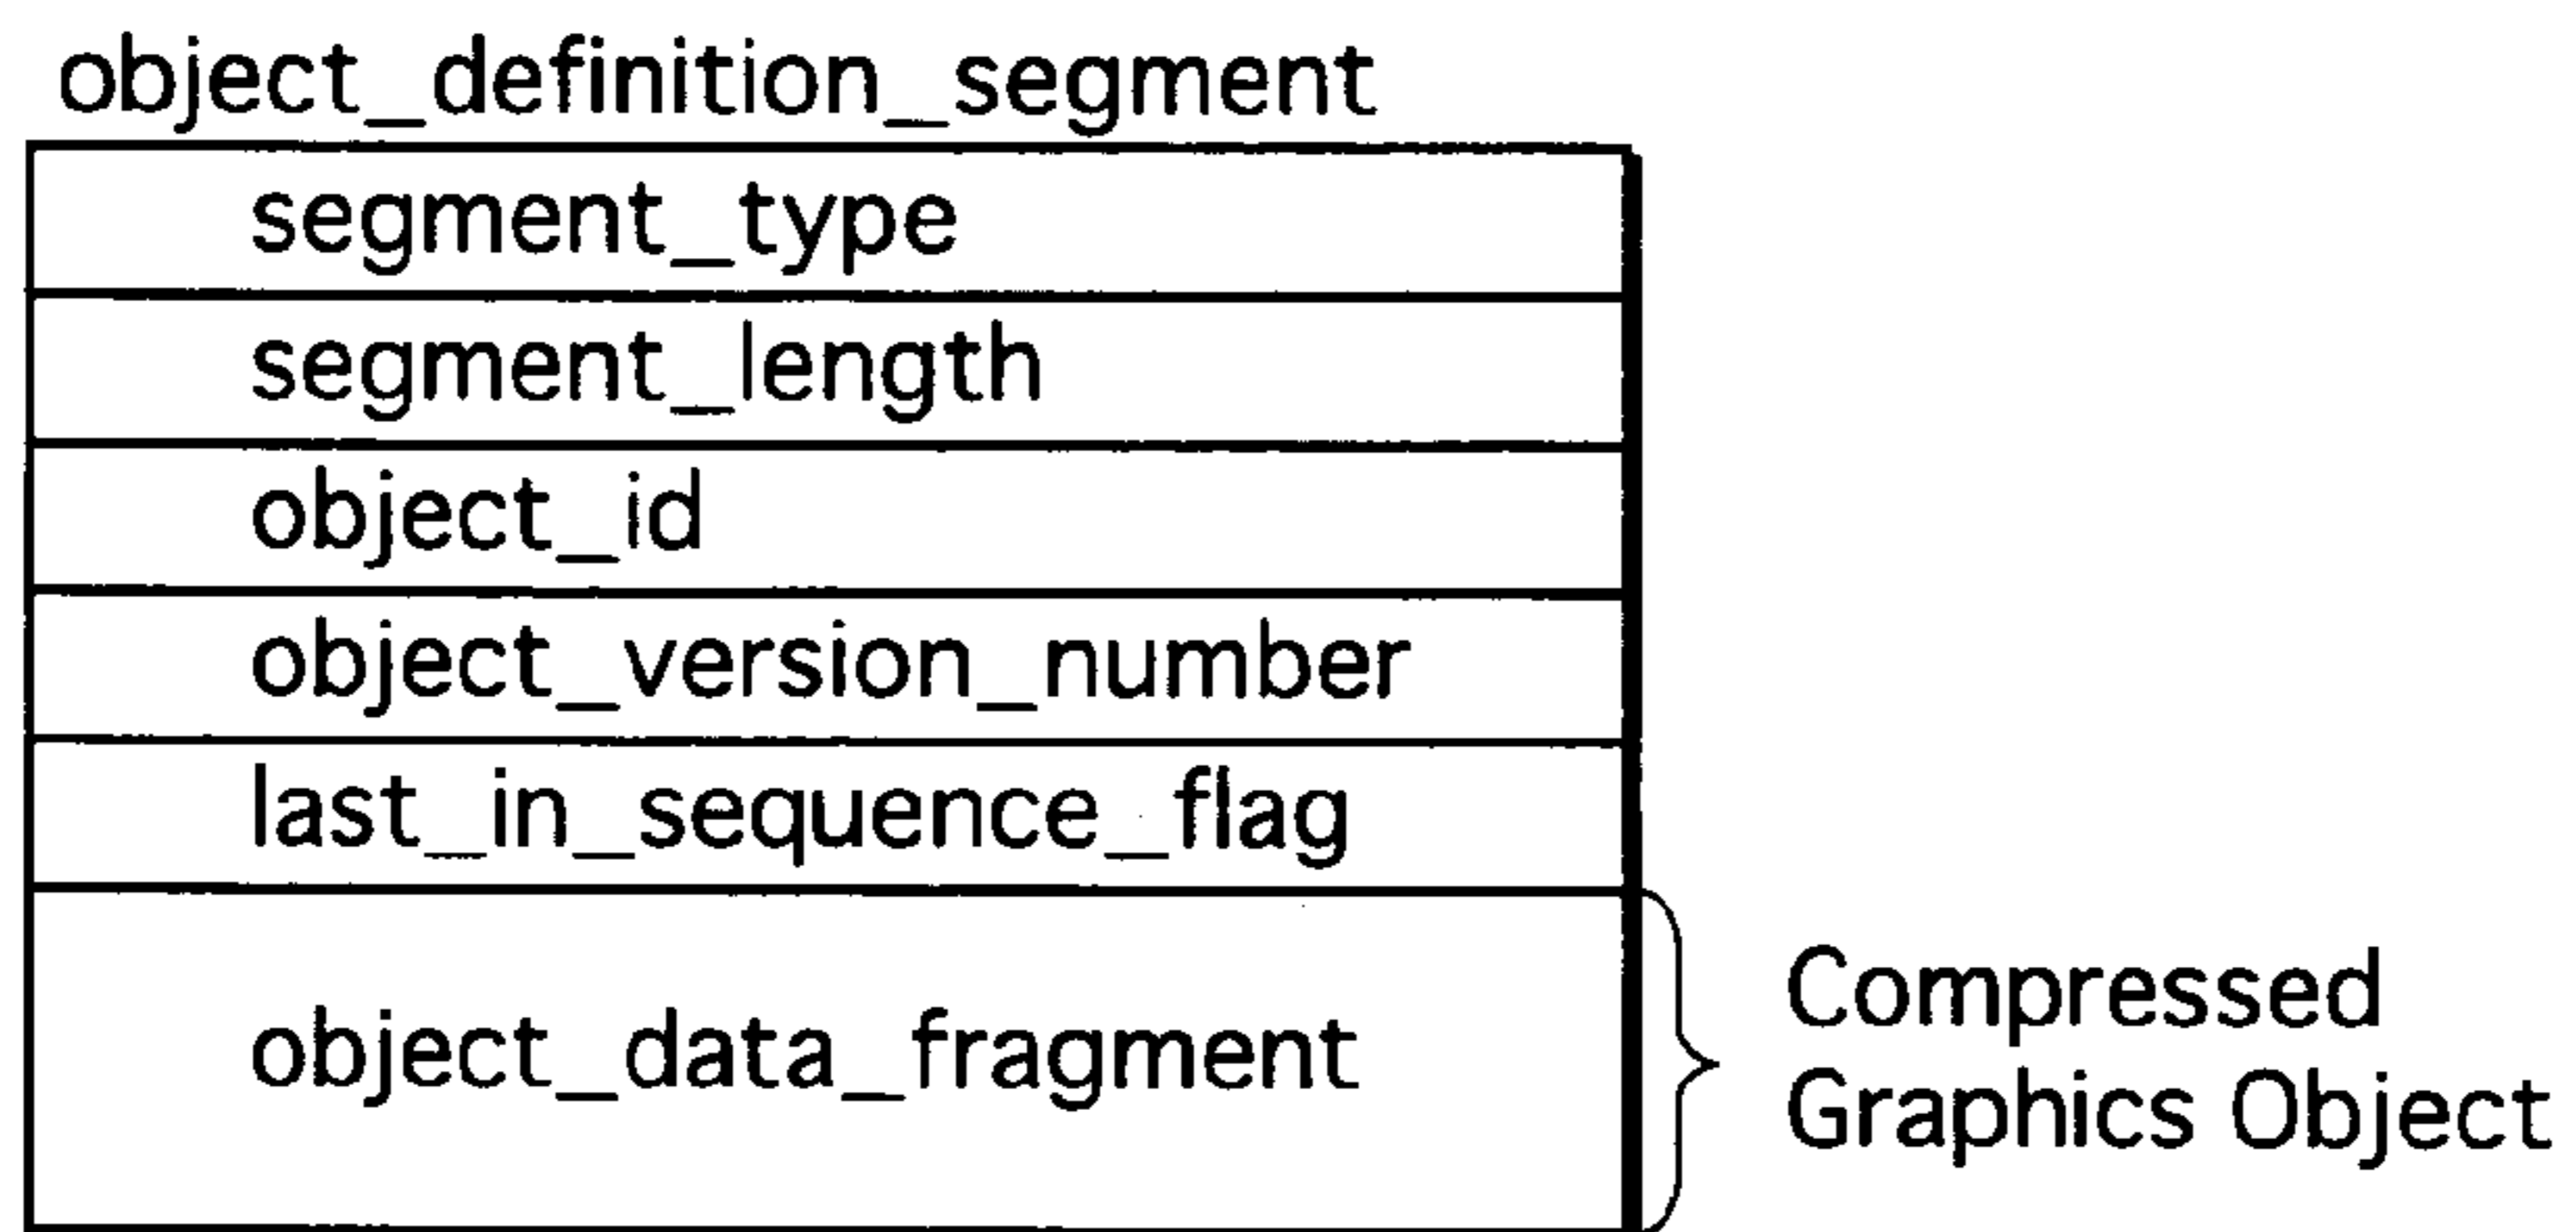 object_definition_segment
segment_type
segment_length
object_id
object_version_number
last_in_sequence_flag
object_data_fragment
Compressed
Graphics Object